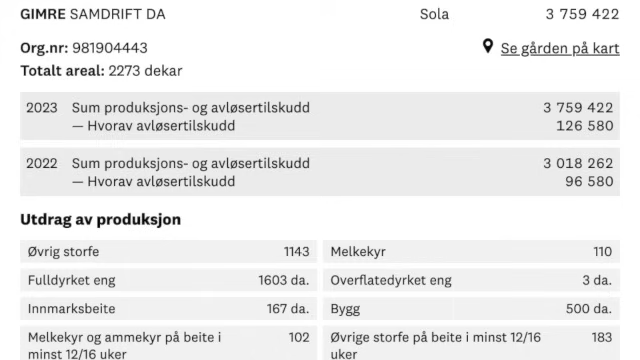 GIMRE SAMDRIFT DA Sola 3 759 422
Org.nr: 981904443 Se gården på kart
Totalt areal: 2273 dekar
2023 Sum produksjons- og avløsertilskudd 3 759 422
— Hvorav avløsertilskudd 126 580
2022 Sum produksjons- og avløsertilskudd 3 018 262
— Hvorav avløsertilskudd 96 580
Utdrag av produksjon
Øvrig storfe 1143 Melkekyr 110
Fulldyrket eng 1603 da. Overflatedyrket eng 3 da.
Innmarksbeite 167 da. Bygg 500 da.
Melkekyr og ammekyr på beite i 102 Øvrige storfe på beite i minst 12/16 183
minst 12/16 uker uker